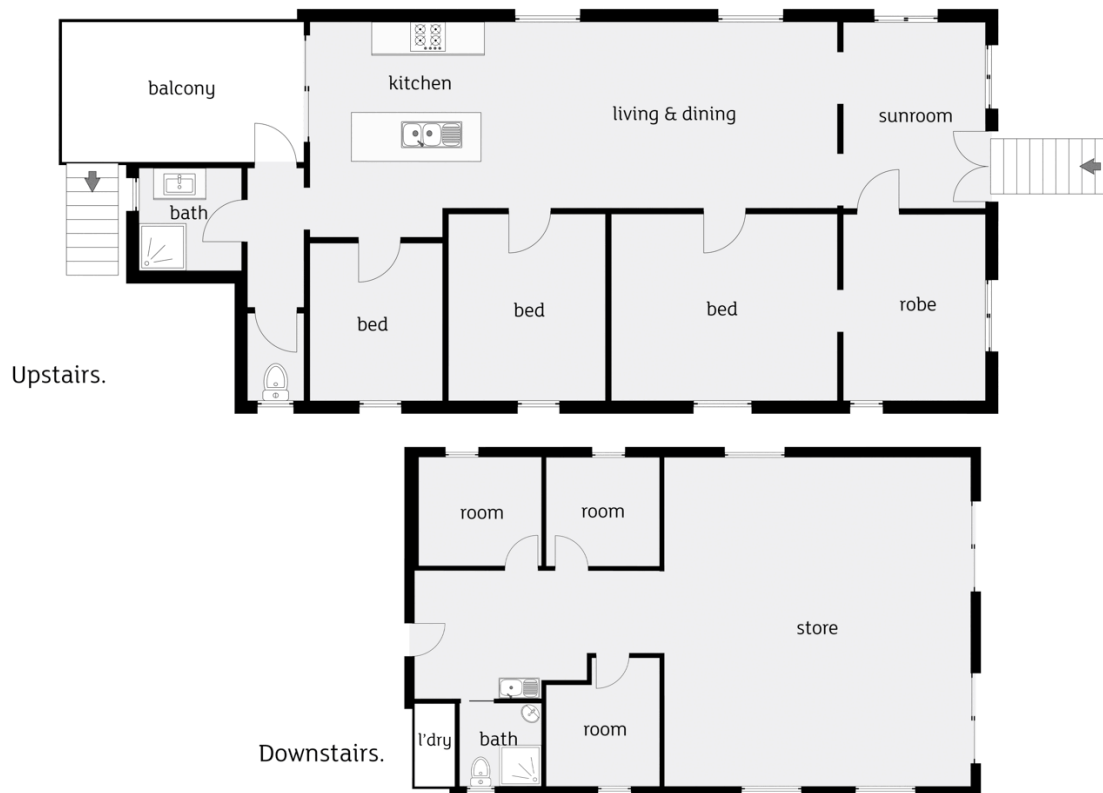 balcony
kitchen
living & dining
sunroom
bath
bed
bed
bed
robe
Upstairs.
room
room
store
room
l'dry
bath
Downstairs.